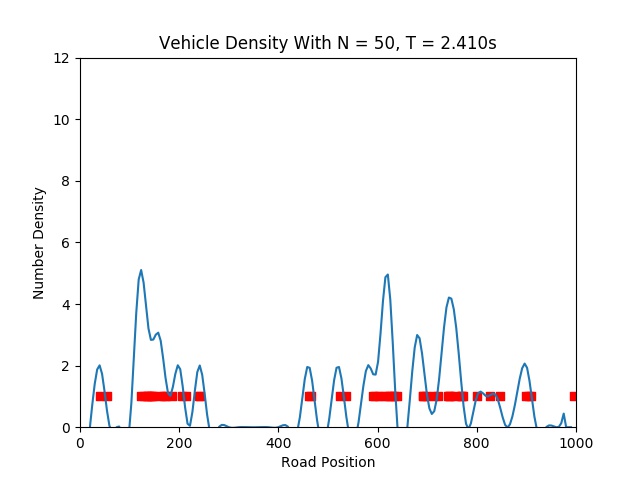 Vehicle Density With N = 50, T = 2.410s
12
10
8
6
4
2
0
Number Density
0 200 400 600 800 1000
Road Position